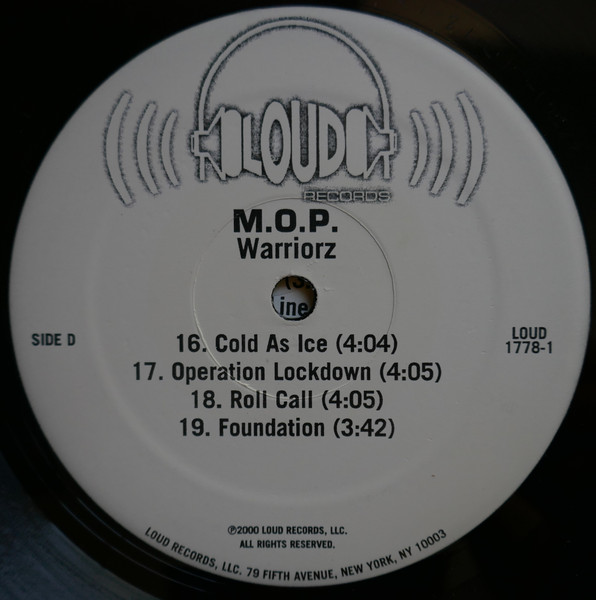 LOUD
RECORDS
M.O.P.
Warriorz
ine
SIDE D
LOUD
1778-1
16. Cold As Ice (4:04)
17. Operation Lockdown (4:05)
18. Roll Call (4:05)
19. Foundation (3:42)
℗2000 LOUD RECORDS, LLC.
ALL RIGHTS RESERVED.
LOUD RECORDS, LLC. 79 FIFTH AVENUE, NEW YORK, NY 10003